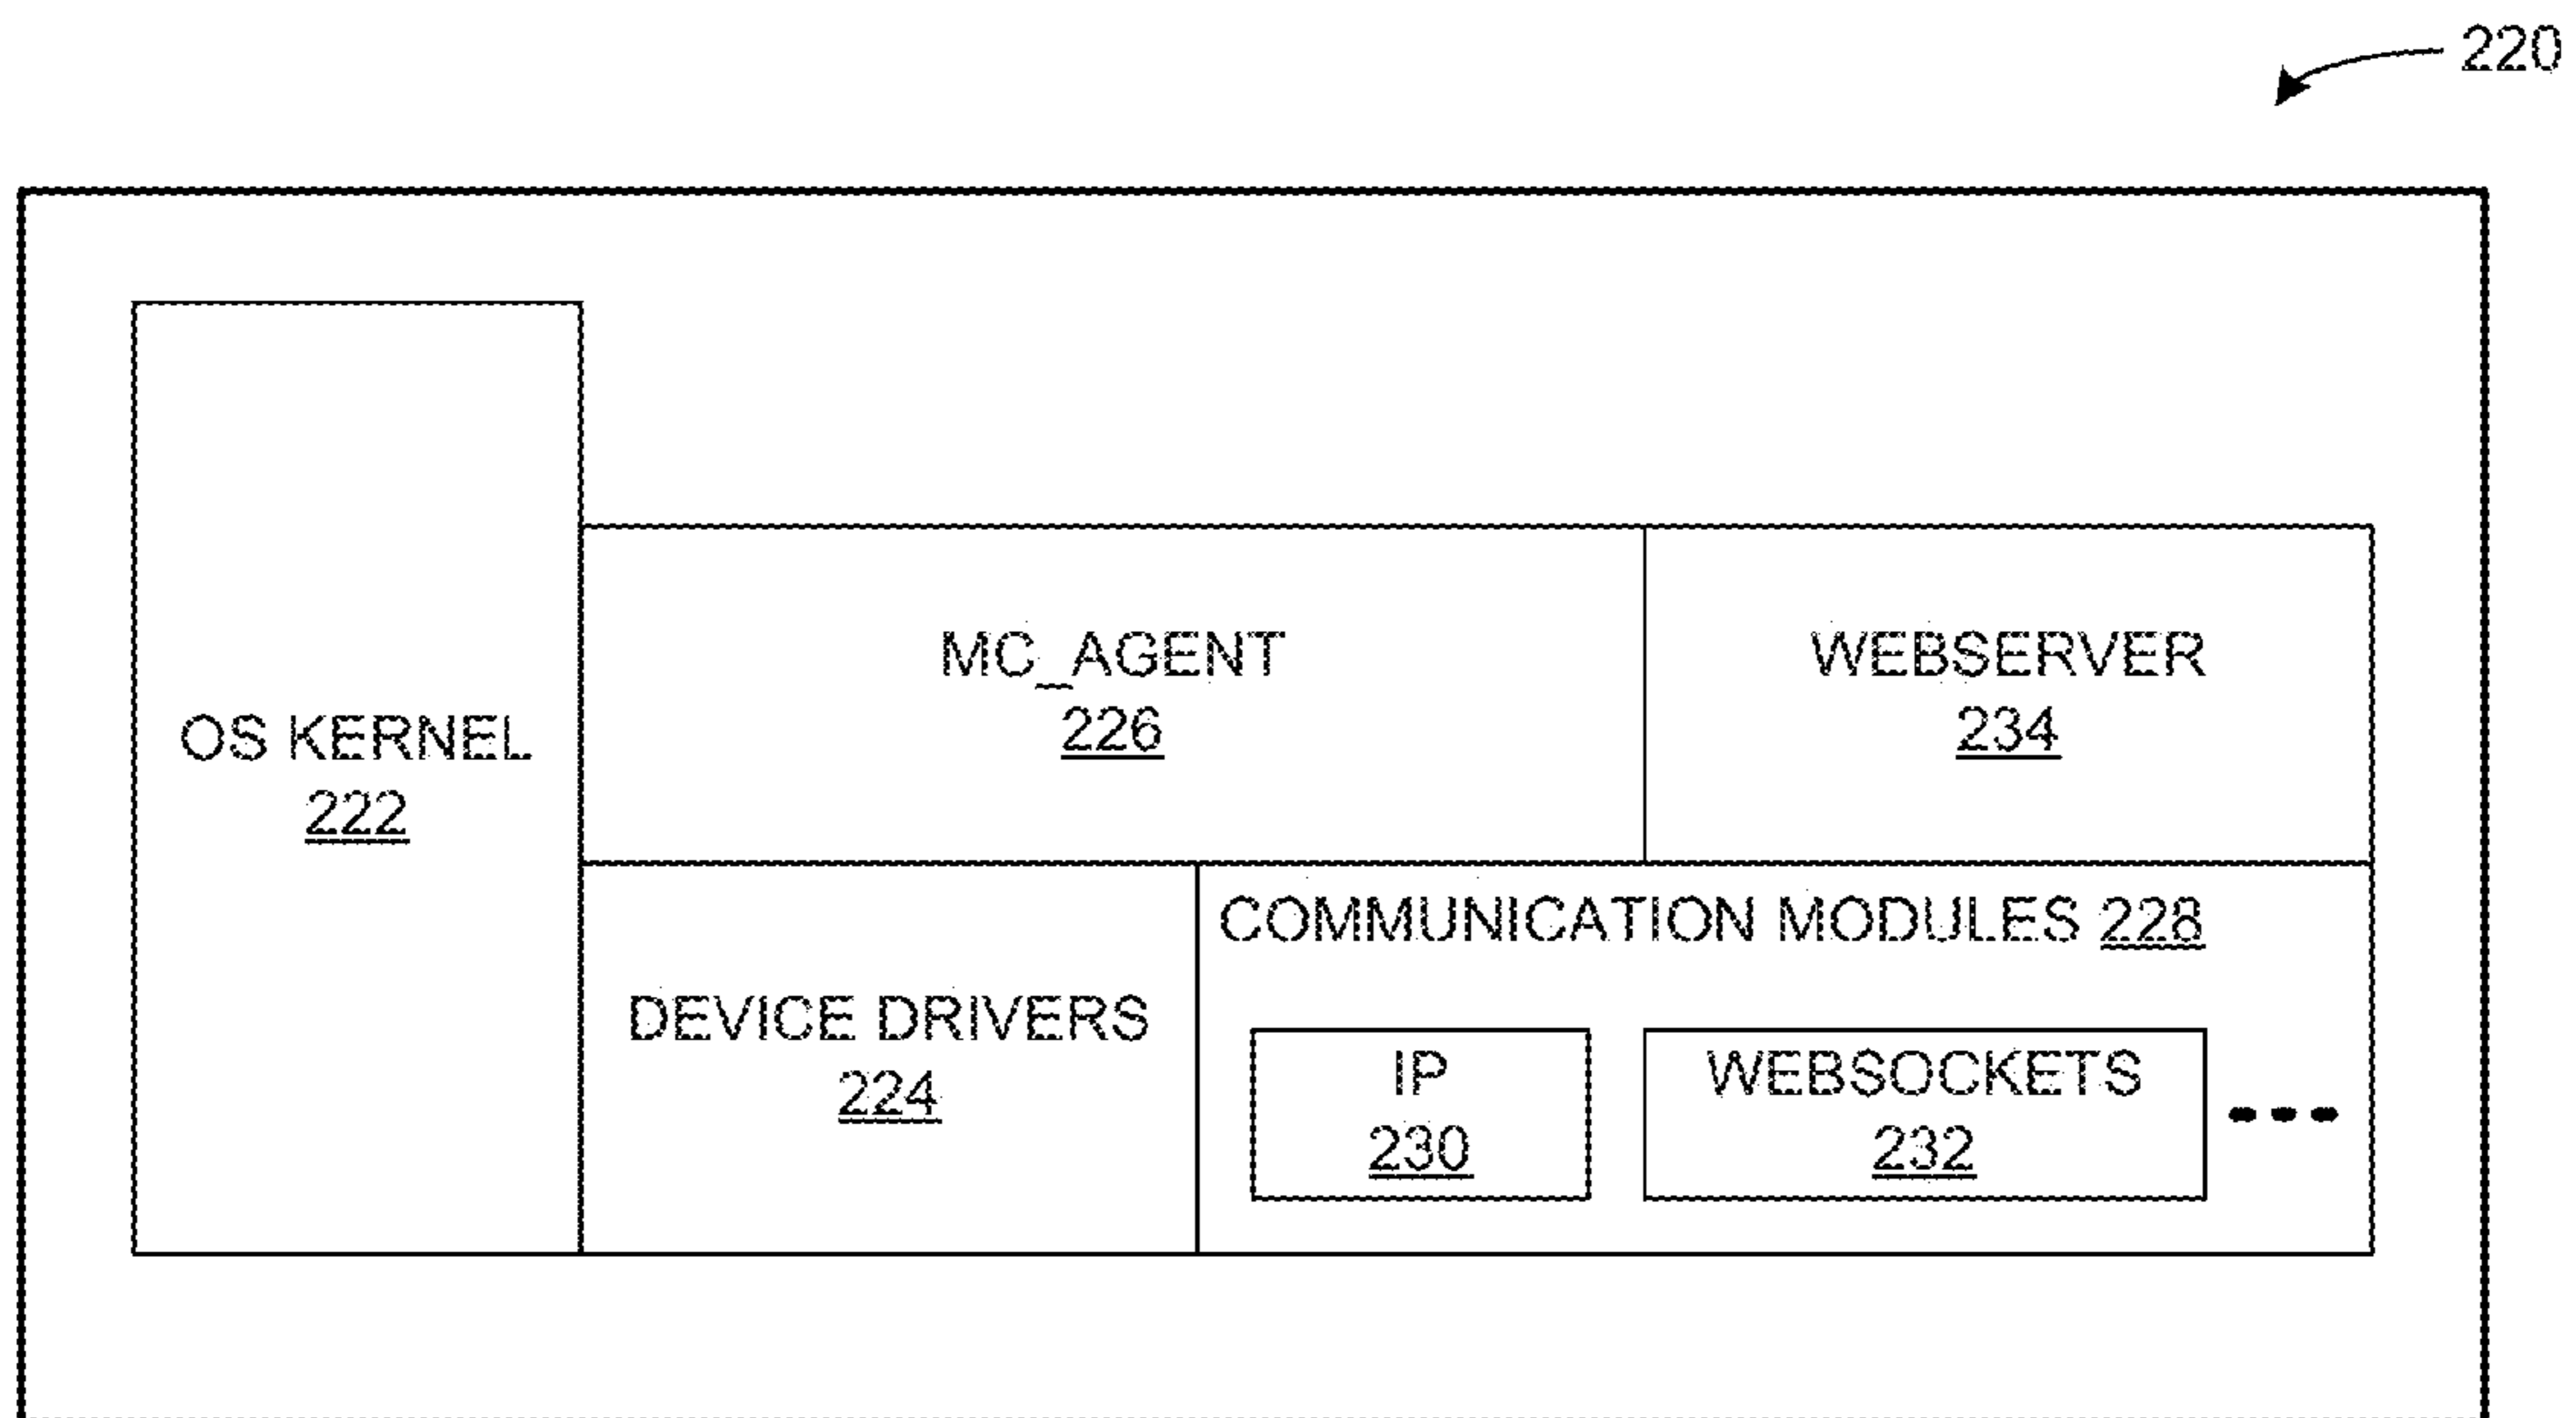 220
OS KERNEL
222
MC_AGENT
226
WEBSERVER
234
DEVICE DRIVERS
224
COMMUNICATION MODULES 228
IP
230
WEBSOCKETS
232